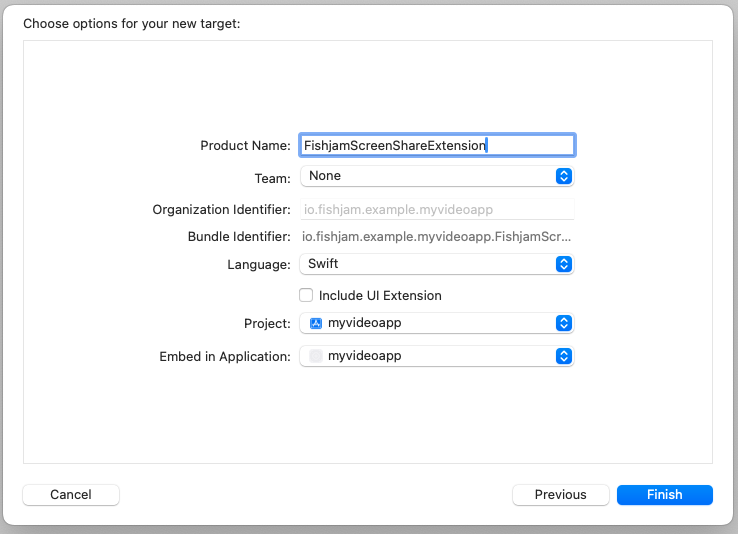 Choose options for your new target:
Product Name: FishjamScreenShareExtension
Team: None
Organization Identifier: io.fishjam.example.myvideoapp
Bundle Identifier: io.fishjam.example.myvideoapp.FishjamScr...
Language: Swift
Include UI Extension
Project: myvideoapp
Embed in Application: myvideoapp
Cancel Previous Finish